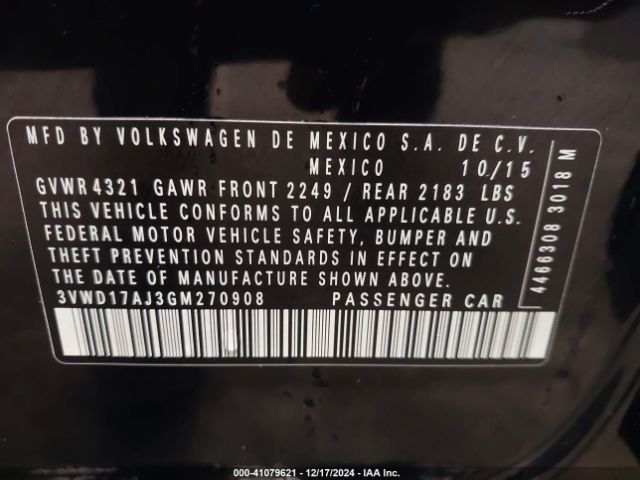 MFD BY VOLKSWAGEN DE MEXICO S.A. DE C.V.
MEXICO 10/15
GVWR 4321 GAWR FRONT 2249 / REAR 2183 LBS
THIS VEHICLE CONFORMS TO ALL APPLICABLE U.S.
FEDERAL MOTOR VEHICLE SAFETY, BUMPER AND
THEFT PREVENTION STANDARDS IN EFFECT ON
THE DATE OF MANUFACTURE SHOWN ABOVE.
3VWD17AJ3GM270908 PASSENGER CAR
4466308 3018 M
000-41079621 - 12/17/2024 - IAA Inc.